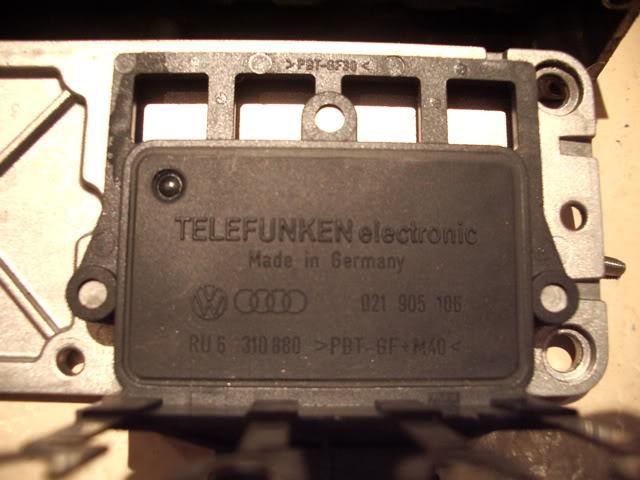 >PBT-GF30<
TELEFUNKEN electronic
Made in Germany
021 905 106
RU 6 310 880 >PBT-GF+M40<